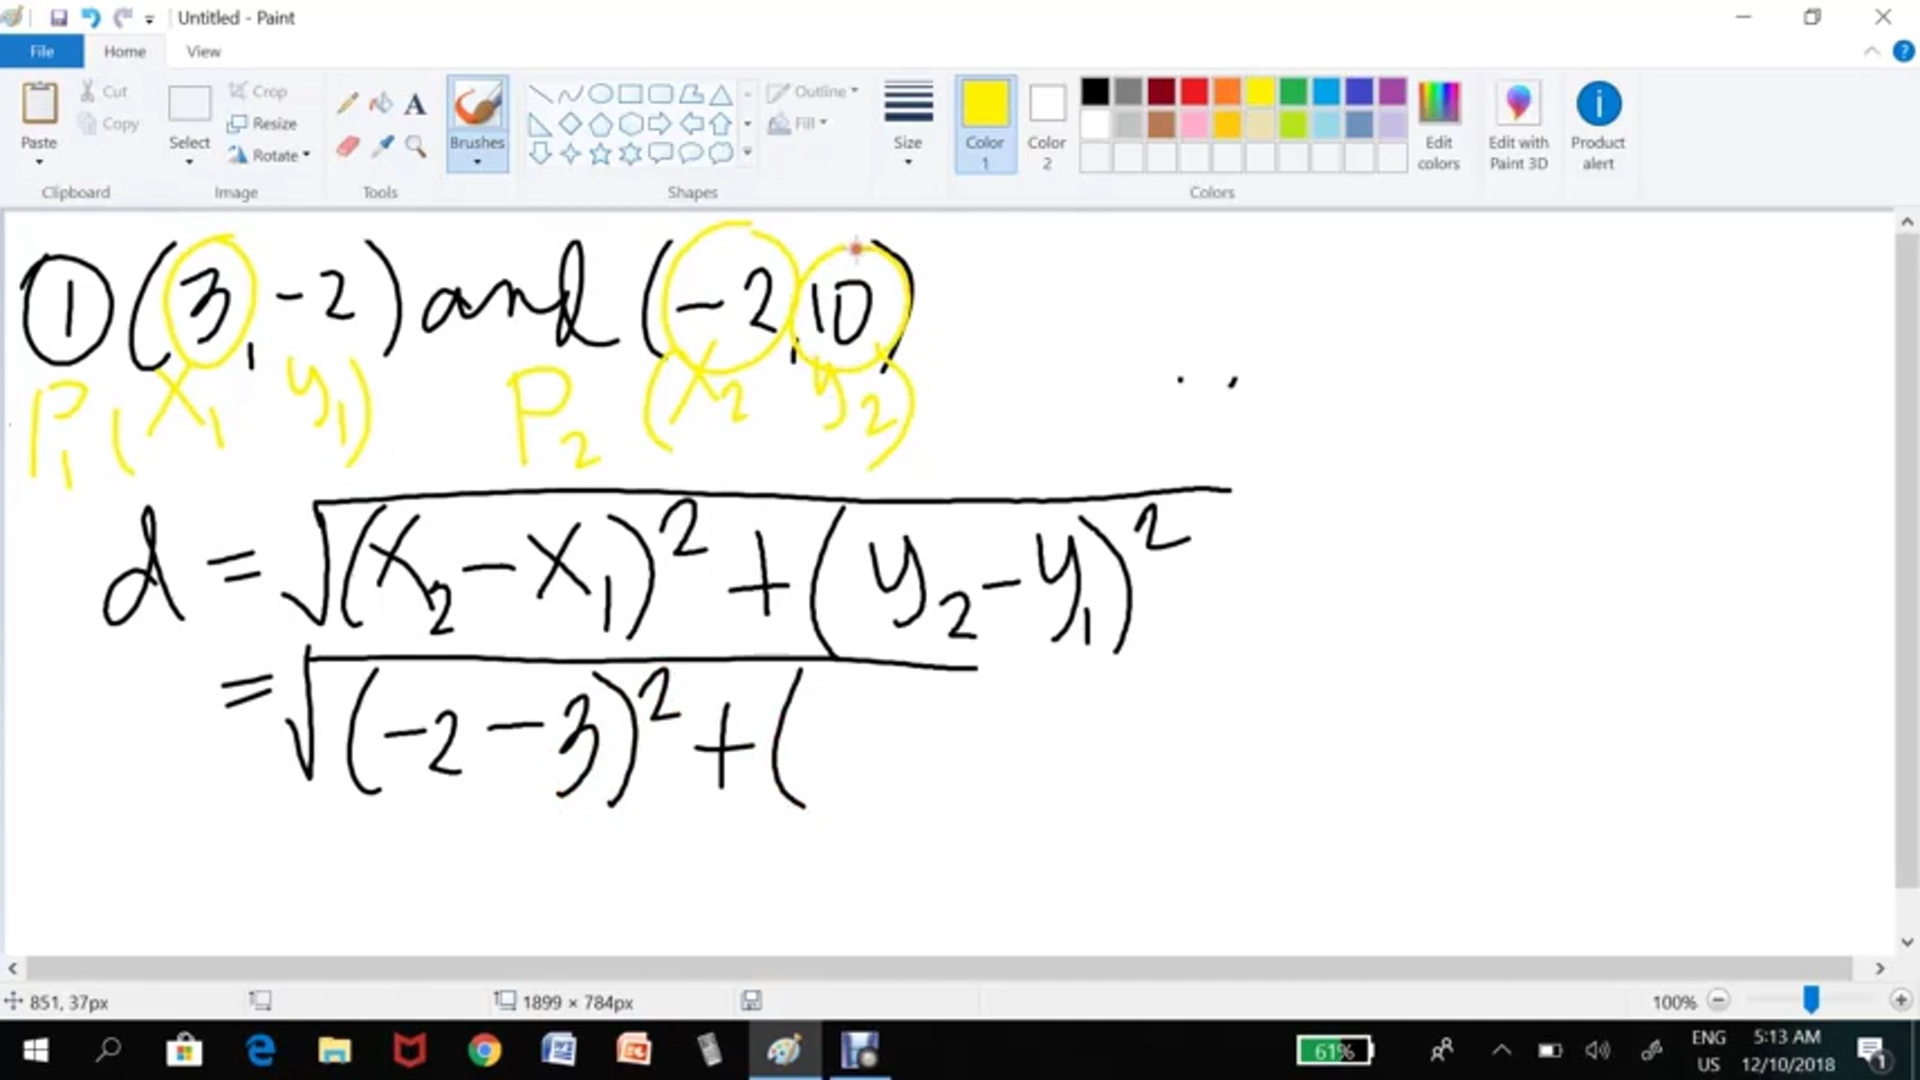 Untitled - Paint
File Home View
Paste Cut Copy Select Crop Resize Rotate A Brushes Outline Fill Size Color 1 Color 2 Edit colors Edit with Paint 3D Product alert
Clipboard Image Tools Shapes Colors
① (3, -2) and (-2, 10)
P₁ (x₁ y₁) P₂ (x₂ y₂)
d = √(x₂ - x₁)² + (y₂ - y₁)²
= √(-2 - 3)² + (
851, 37px 1899 × 784px 100%
61% ENG US 5:13 AM 12/10/2018 1